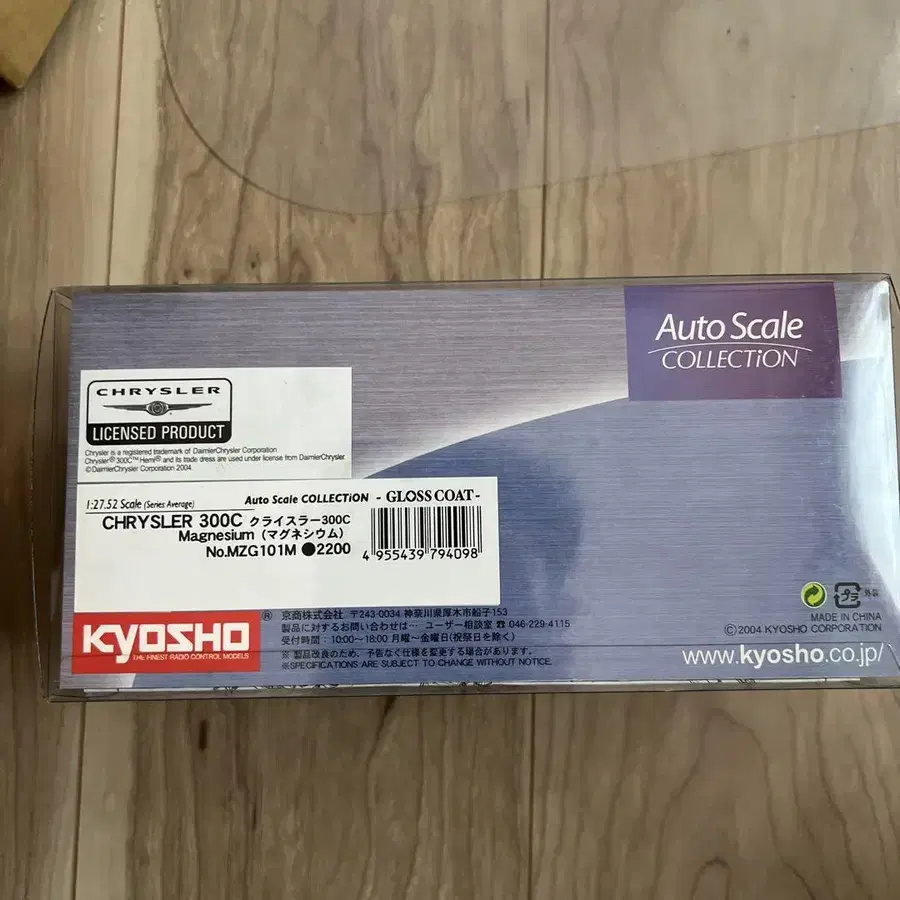 Auto Scale
COLLECTiON
CHRYSLER
LICENSED PRODUCT
Chrysler is a registered trademark of DaimlerChrysler Corporation
Chrysler® 300C™ Hemi® and its trade dress are used under license from DaimlerChrysler
©DaimlerChrysler Corporation 2004.
1:27.52 Scale (Series Average)
Auto Scale COLLECTiON - GLOSS COAT -
CHRYSLER 300C クライスラー300C
Magnesium (マグネシウム)
No.MZG101M ●2200
4 955439 794098
KYOSHO ®
THE FINEST RADIO CONTROL MODELS
京商株式会社 〒243-0034 神奈川県厚木市船子153
製品に対するお問い合わせは… ユーザー相談室 ☎ 046-229-4115
受付時間:10:00~18:00 月曜~金曜日(祝祭日を除く)
※ 製品改良のため、予告なく仕様を変更する場合があります。
※SPECIFICATIONS ARE SUBJECT TO CHANGE WITHOUT NOTICE.
プラ 外装
MADE IN CHINA
©2004 KYOSHO CORPORATION
www.kyosho.co.jp/